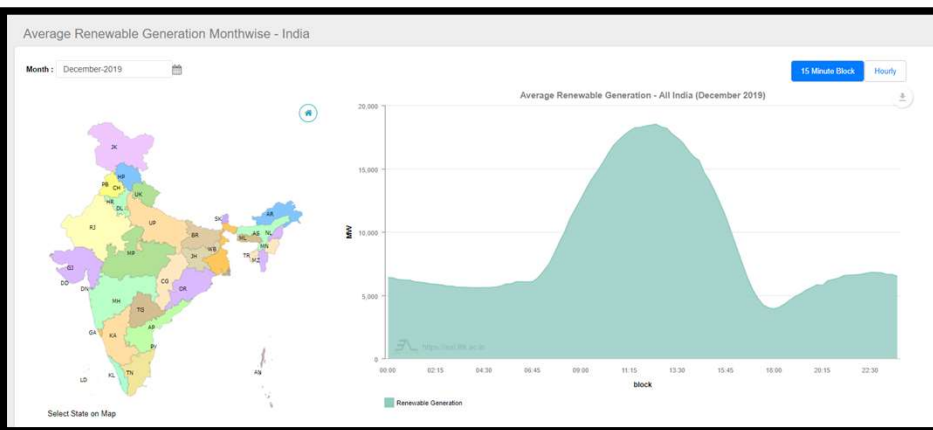 Average Renewable Generation Monthwise - India
Month : December-2019
15 Minute Block Hourly
Average Renewable Generation - All India (December 2019)
JK
HP
PB
CH
UK
HR
DL
RJ
UP
SK
AR
BR
AS
NL
ML
MN
GJ
MP
JH
WB
TR
MZ
DD
DN
CG
OR
MH
TG
GA
KA
AP
PY
LD
KL
TN
AN
Select State on Map
20,000
15,000
10,000
5,000
0
MW
00:00 02:15 04:30 06:45 09:00 11:15 13:30 15:45 18:00 20:15 22:30
block
Renewable Generation